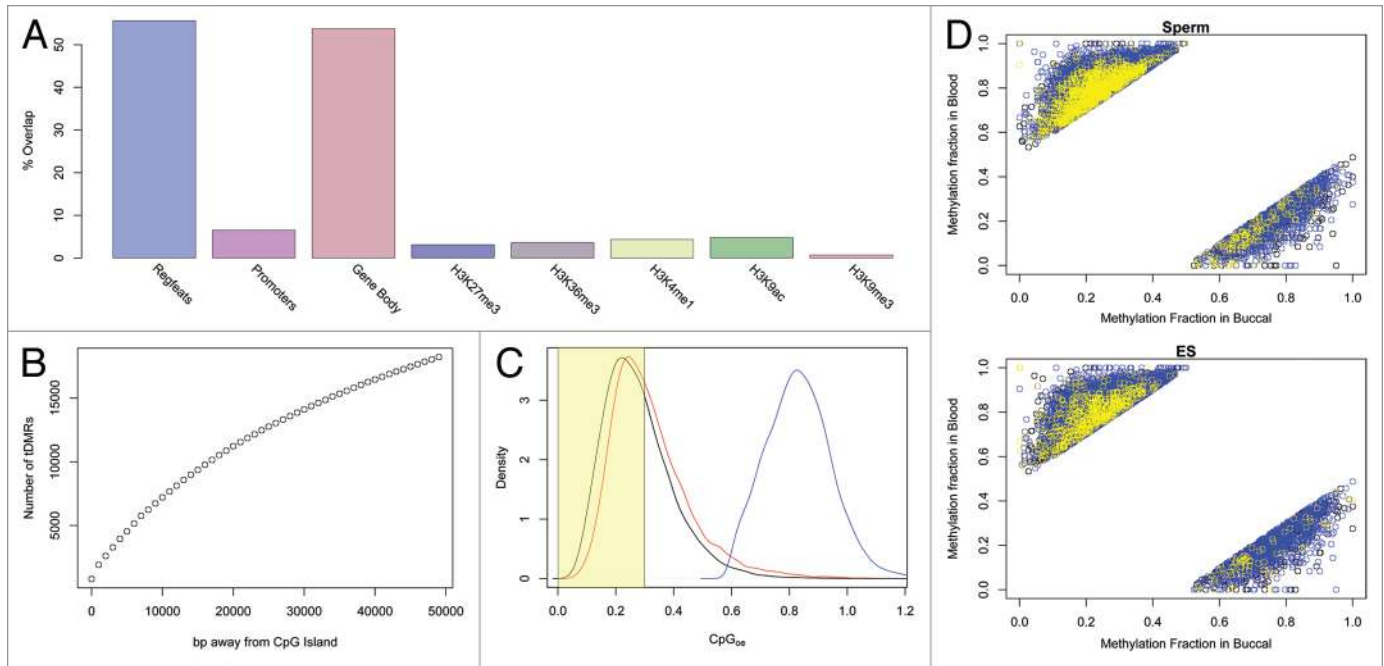 A
% Overlap
0 10 20 30 40 50
Regfeats
Promoters
Gene Body
H3K27me3
H3K36me3
H3K4me1
H3K9ac
H3K9me3
B
Number of tDMRs
5000 10000 15000
0 10000 20000 30000 40000 50000
bp away from CpG Island
C
Density
0 1 2 3
0.0 0.2 0.4 0.6 0.8 1.0 1.2
CpGoe
D
Sperm
Methylation fraction in Blood
0.0 0.2 0.4 0.6 0.8 1.0
0.0 0.2 0.4 0.6 0.8 1.0
Methylation Fraction in Buccal
ES
Methylation fraction in Blood
0.0 0.2 0.4 0.6 0.8 1.0
0.0 0.2 0.4 0.6 0.8 1.0
Methylation Fraction in Buccal